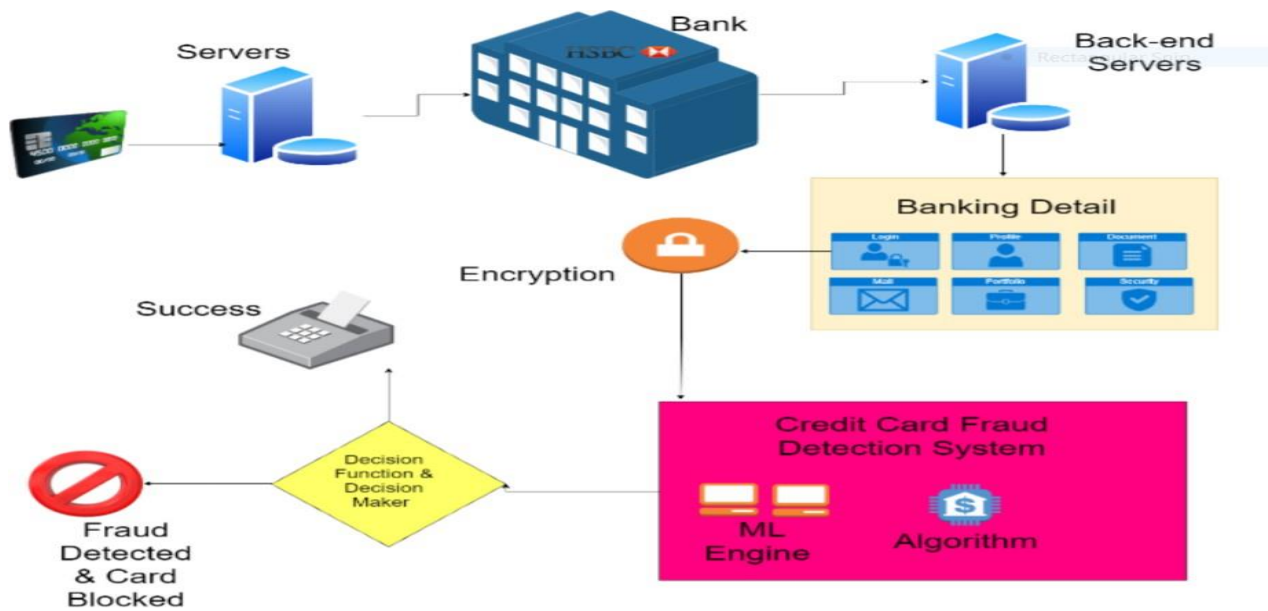 Bank
Servers
HSBC
Back-end
Servers
Banking Detail
Login
Profile
Document
Mail
Portfolio
Security
Encryption
Success
Credit Card Fraud
Detection System
ML
Engine
Algorithm
Decision
Function &
Decision
Maker
Fraud
Detected
& Card
Blocked